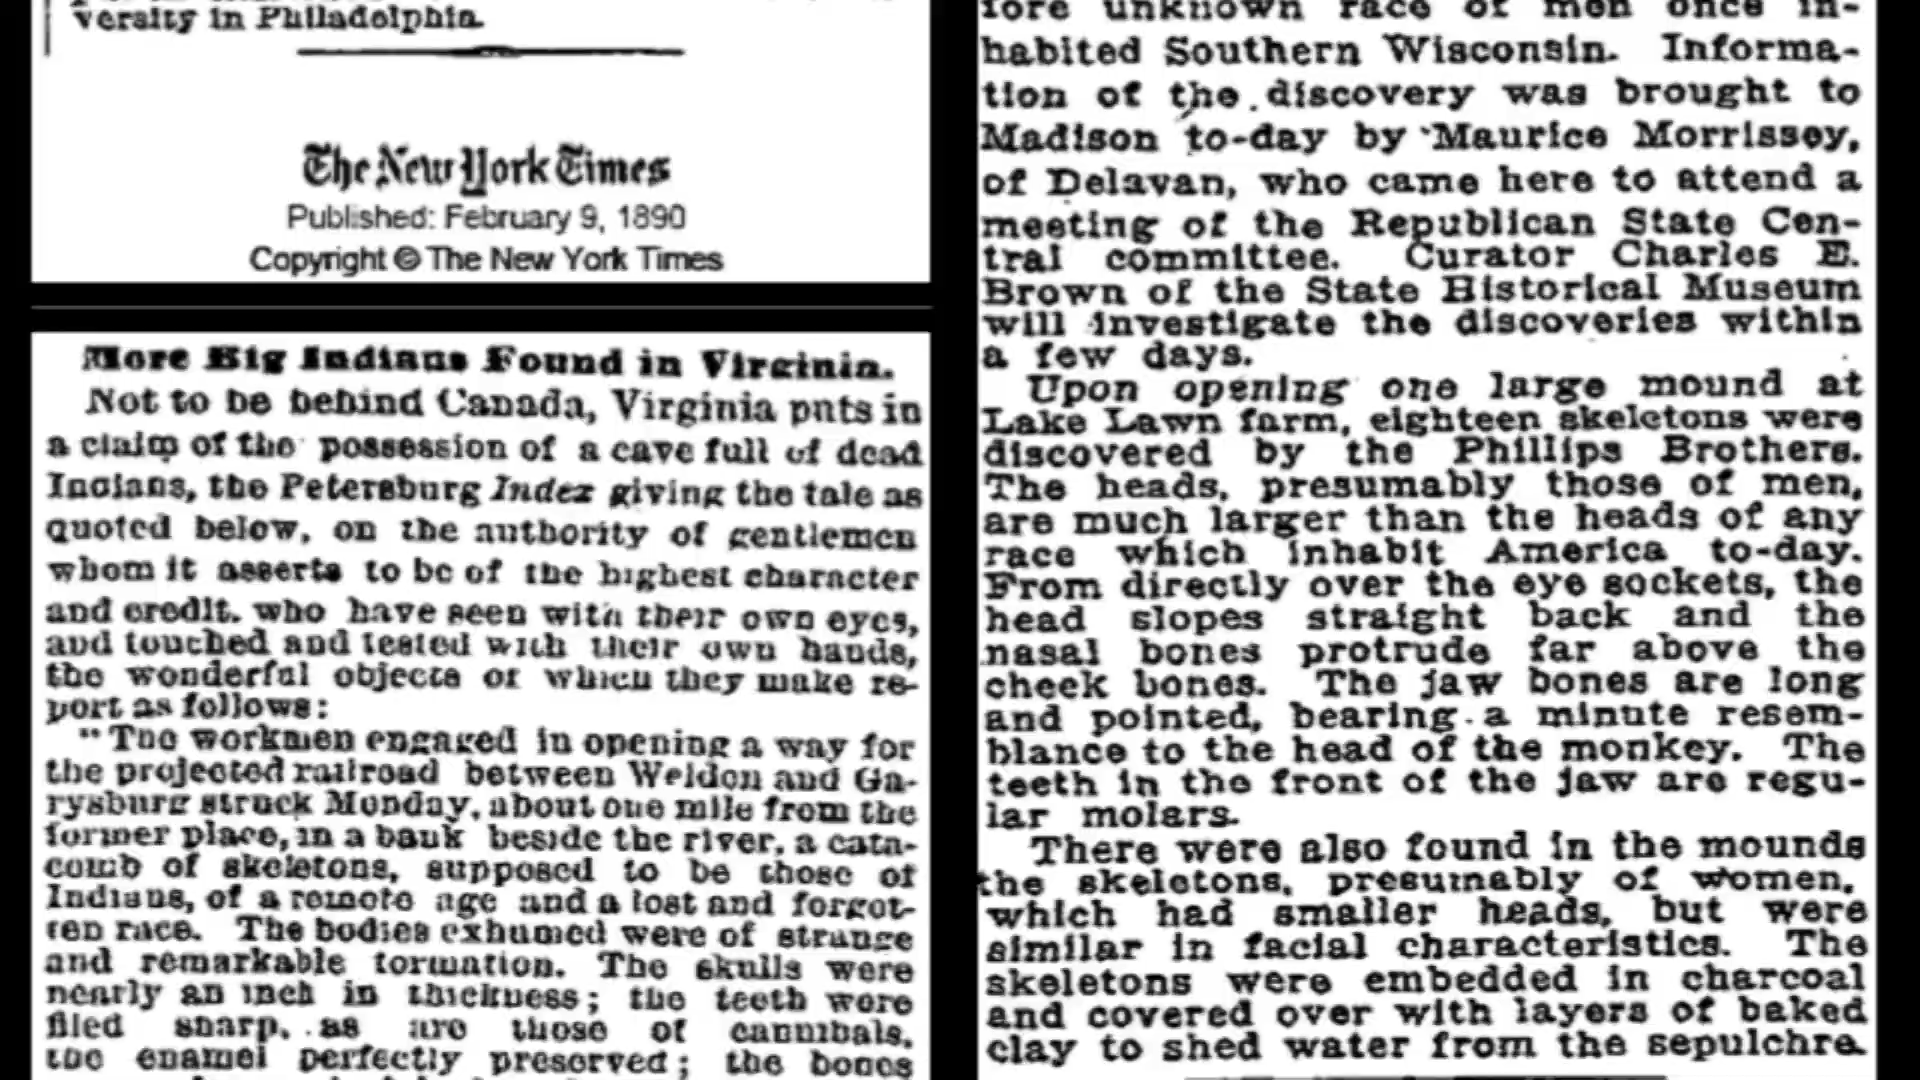 versity in Philadelphia.
The New York Times
Published: February 9, 1890
Copyright © The New York Times
More Big Indians Found in Virginia.
Not to be behind Canada, Virginia puts in
a claim of the possession of a cave full of dead
Indians, the Petersburg Index giving the tale as
quoted below, on the authority of gentlemen
whom it asserts to be of the highest character
and credit, who have seen with their own eyes,
and touched and tested with their own hands,
the wonderful objects of which they make re-
port as follows:
"The workmen engaged in opening a way for
the projected railroad between Weldon and Ga-
rysburg struck Monday, about one mile from the
former place, in a bank beside the river, a cata-
comb of skeletons, supposed to be those of
Indians, of a remote age and a lost and forgot-
ten race. The bodies exhumed were of strange
and remarkable formation. The skulls were
nearly an inch in thickness; the teeth were
filed sharp, as are those of cannibals,
the enamel perfectly preserved; the bones
fore unknown race of men once in-
habited Southern Wisconsin. Informa-
tion of the discovery was brought to
Madison to-day by Maurice Morrissey,
of Delavan, who came here to attend a
meeting of the Republican State Cen-
tral committee. Curator Charles E.
Brown of the State Historical Museum
will investigate the discoveries within
a few days.
Upon opening one large mound at
Lake Lawn farm, eighteen skeletons were
discovered by the Phillips Brothers.
The heads, presumably those of men,
are much larger than the heads of any
race which inhabit America to-day.
From directly over the eye sockets, the
head slopes straight back and the
nasal bones protrude far above the
cheek bones. The jaw bones are long
and pointed, bearing a minute resem-
blance to the head of the monkey. The
teeth in the front of the jaw are regu-
lar molars.
There were also found in the mounds
the skeletons, presumably of women,
which had smaller heads, but were
similar in facial characteristics. The
skeletons were embedded in charcoal
and covered over with layers of baked
clay to shed water from the sepulchre.